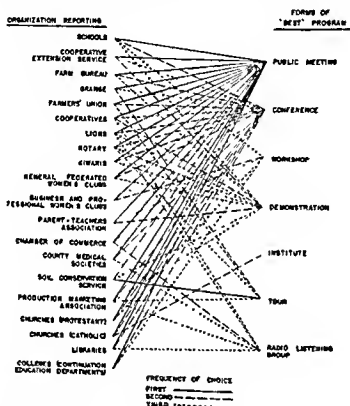 ORGANIZATION REPORTING
FORMS OF
"BEST" PROGRAM
SCHOOLS
COOPERATIVE
EXTENSION SERVICE
FARM BUREAU
GRANGE
FARMERS' UNION
COOPERATIVES
LIONS
ROTARY
KIWANIS
GENERAL FEDERATED
WOMEN'S CLUBS
BUSINESS AND PRO-
FESSIONAL WOMEN'S CLUBS
PARENT-TEACHERS
ASSOCIATION
CHAMBER OF COMMERCE
COUNTY MEDICAL
SOCIETIES
SOIL CONSERVATION
SERVICE
PRODUCTION MARKETING
ASSOCIATION
CHURCHES (PROTESTANT)
CHURCHES (CATHOLIC)
LIBRARIES
COLLEGES (CONTINUATION
EDUCATION DEPARTMENTS)
PUBLIC MEETING
CONFERENCE
WORKSHOP
DEMONSTRATION
INSTITUTE
TOUR
RADIO LISTENING
GROUP
FREQUENCY OF CHOICE
FIRST
SECOND
THIRD